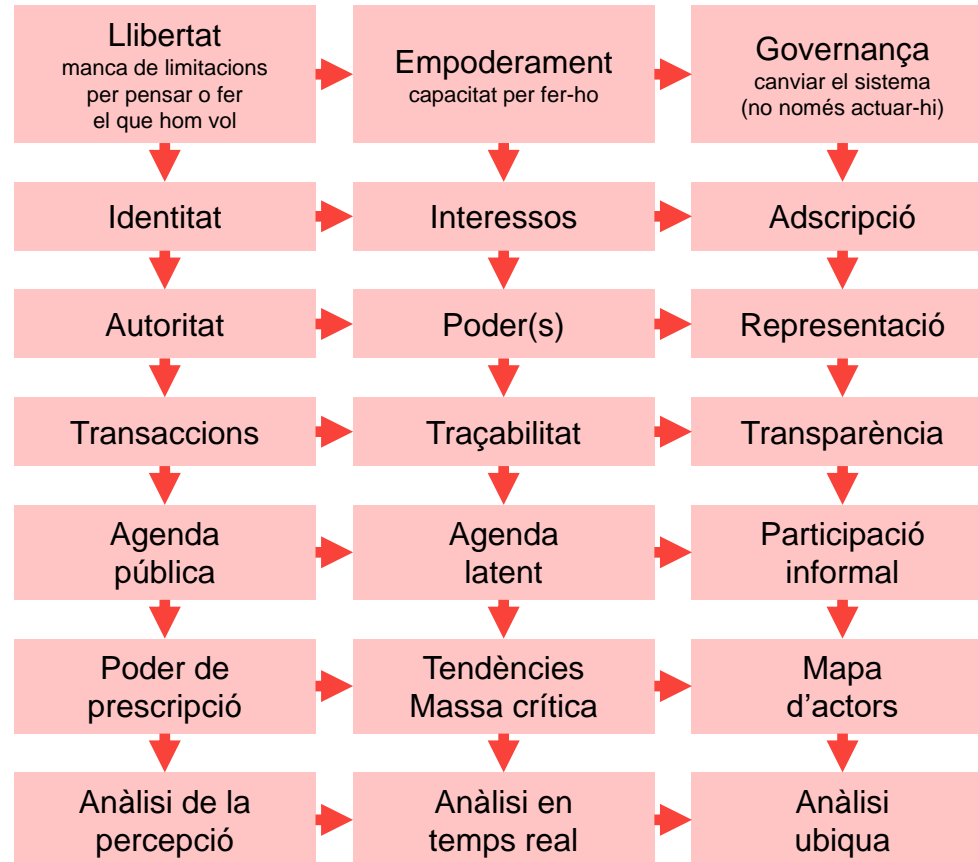 Llibertat
manca de limitacions
per pensar o fer
el que hom vol
Empoderament
capacitat per fer-ho
Governança
canviar el sistema
(no només actuar-hi)
Identitat
Interessos
Adscripció
Autoritat
Poder(s)
Representació
Transaccions
Traçabilitat
Transparència
Agenda
pública
Agenda
latent
Participació
informal
Poder de
prescripció
Tendències
Massa crítica
Mapa
d'actors
Anàlisi de la
percepció
Anàlisi en
temps real
Anàlisi
ubiqua